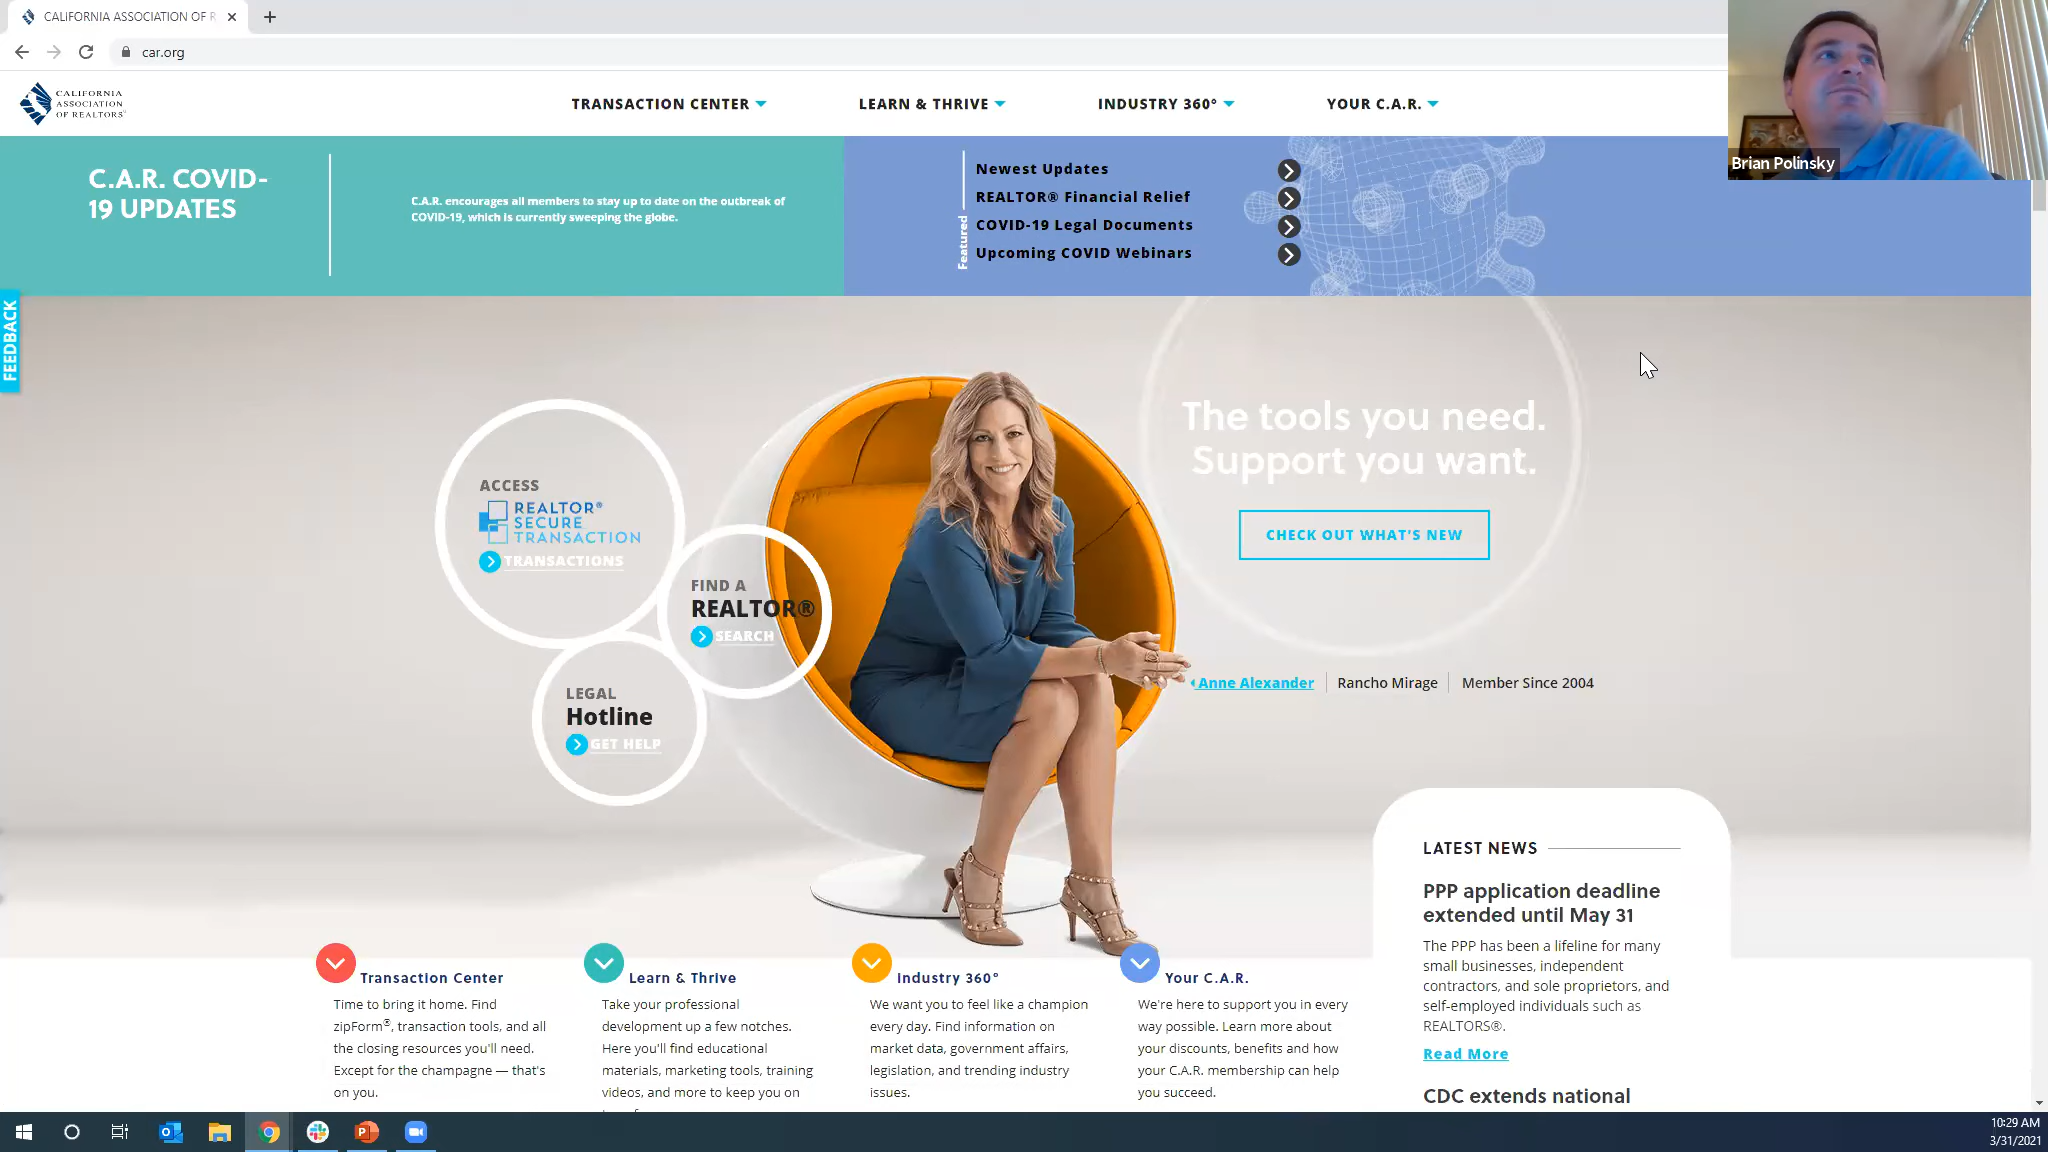 CALIFORNIA ASSOCIATION OF R
car.org
CALIFORNIA
ASSOCIATION
OF REALTORS®
TRANSACTION CENTER
LEARN & THRIVE
INDUSTRY 360°
YOUR C.A.R.
Brian Polinsky
C.A.R. COVID-
19 UPDATES
C.A.R. encourages all members to stay up to date on the outbreak of
COVID-19, which is currently sweeping the globe.
Featured
Newest Updates
REALTOR® Financial Relief
COVID-19 Legal Documents
Upcoming COVID Webinars
FEEDBACK
The tools you need.
Support you want.
CHECK OUT WHAT'S NEW
ACCESS
REALTOR®
SECURE
TRANSACTION
TRANSACTIONS
FIND A
REALTOR®
SEARCH
LEGAL
Hotline
GET HELP
Anne Alexander
Rancho Mirage
Member Since 2004
Transaction Center
Time to bring it home. Find
zipForm®, transaction tools, and all
the closing resources you'll need.
Except for the champagne — that's
on you.
Learn & Thrive
Take your professional
development up a few notches.
Here you'll find educational
materials, marketing tools, training
videos, and more to keep you on
Industry 360°
We want you to feel like a champion
every day. Find information on
market data, government affairs,
legislation, and trending industry
issues.
Your C.A.R.
We're here to support you in every
way possible. Learn more about
your discounts, benefits and how
your C.A.R. membership can help
you succeed.
LATEST NEWS
PPP application deadline
extended until May 31
The PPP has been a lifeline for many
small businesses, independent
contractors, and sole proprietors, and
self-employed individuals such as
REALTORS®.
Read More
CDC extends national
10:29 AM
3/31/2021